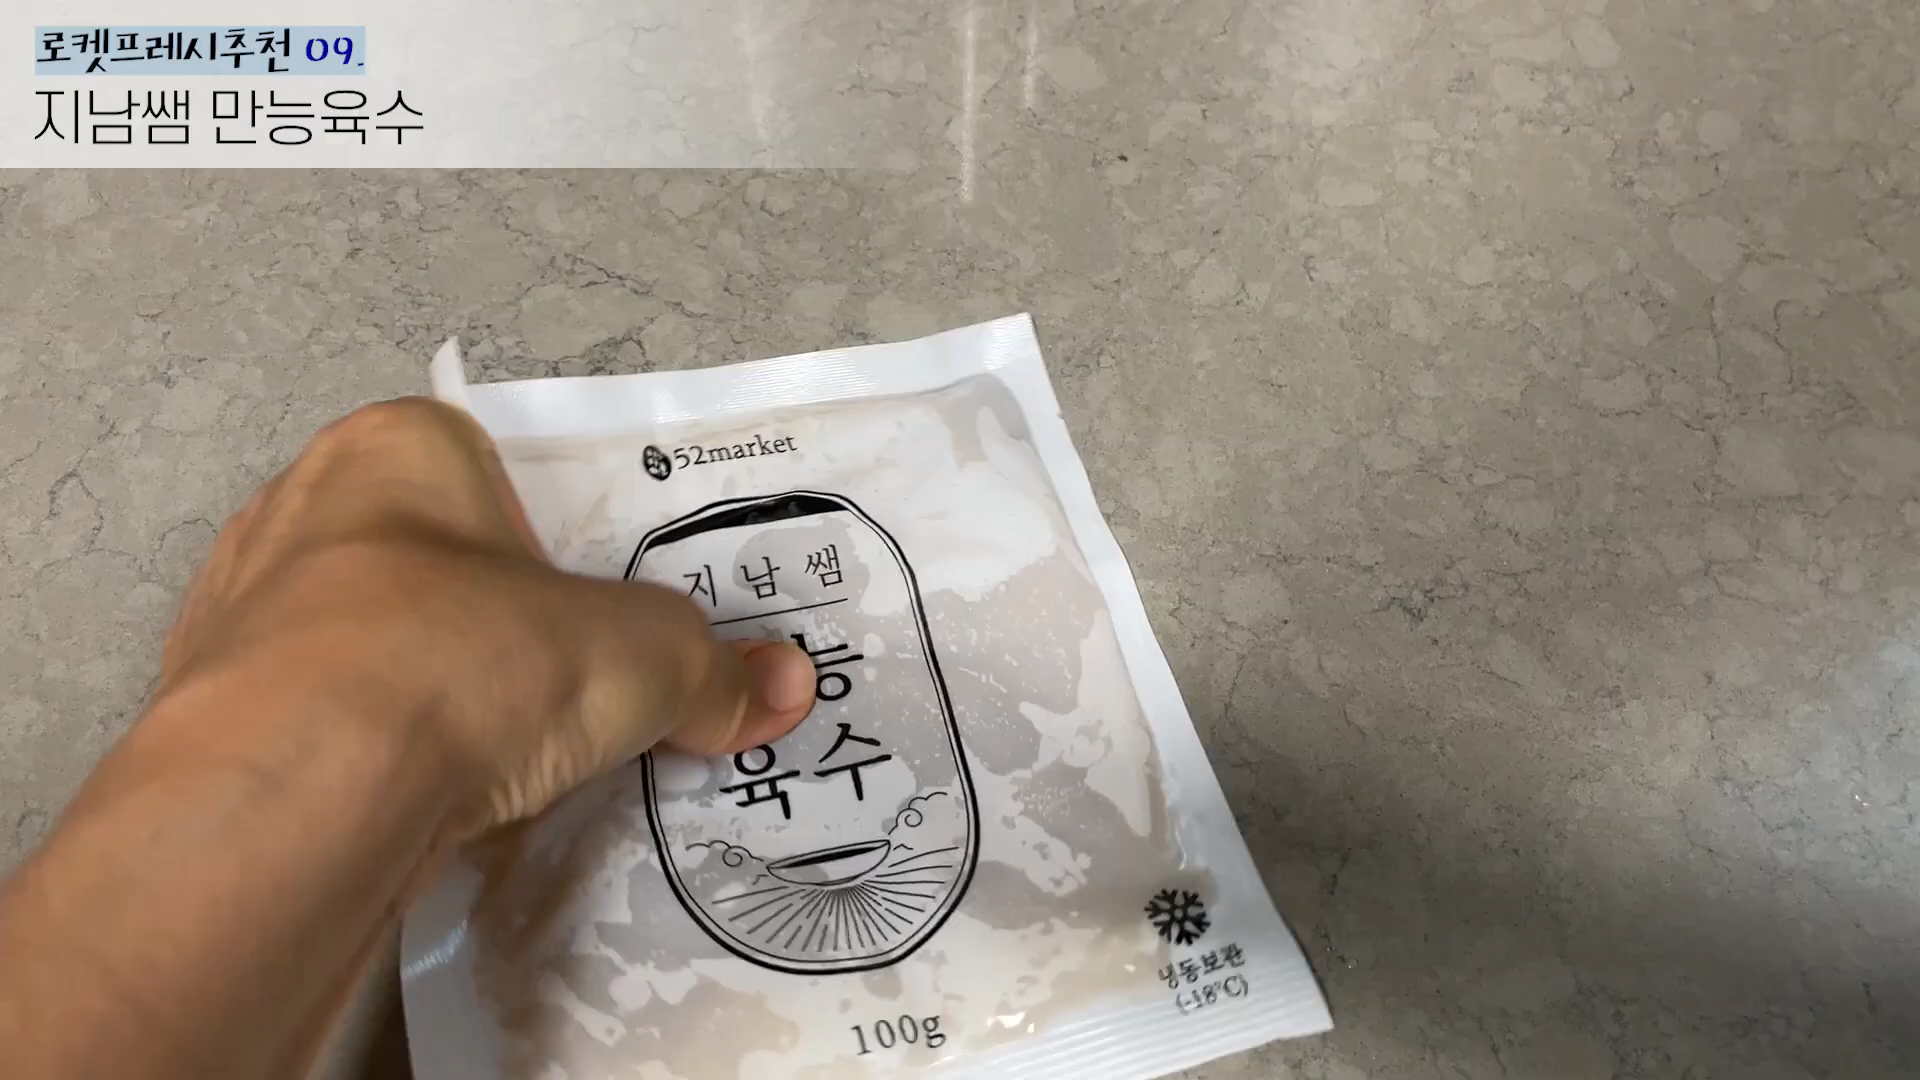 로켓프레시추천 09.
지남쌤 만능육수
52market
지남쌤
능
육수
냉동보관
(-18°C)
100g